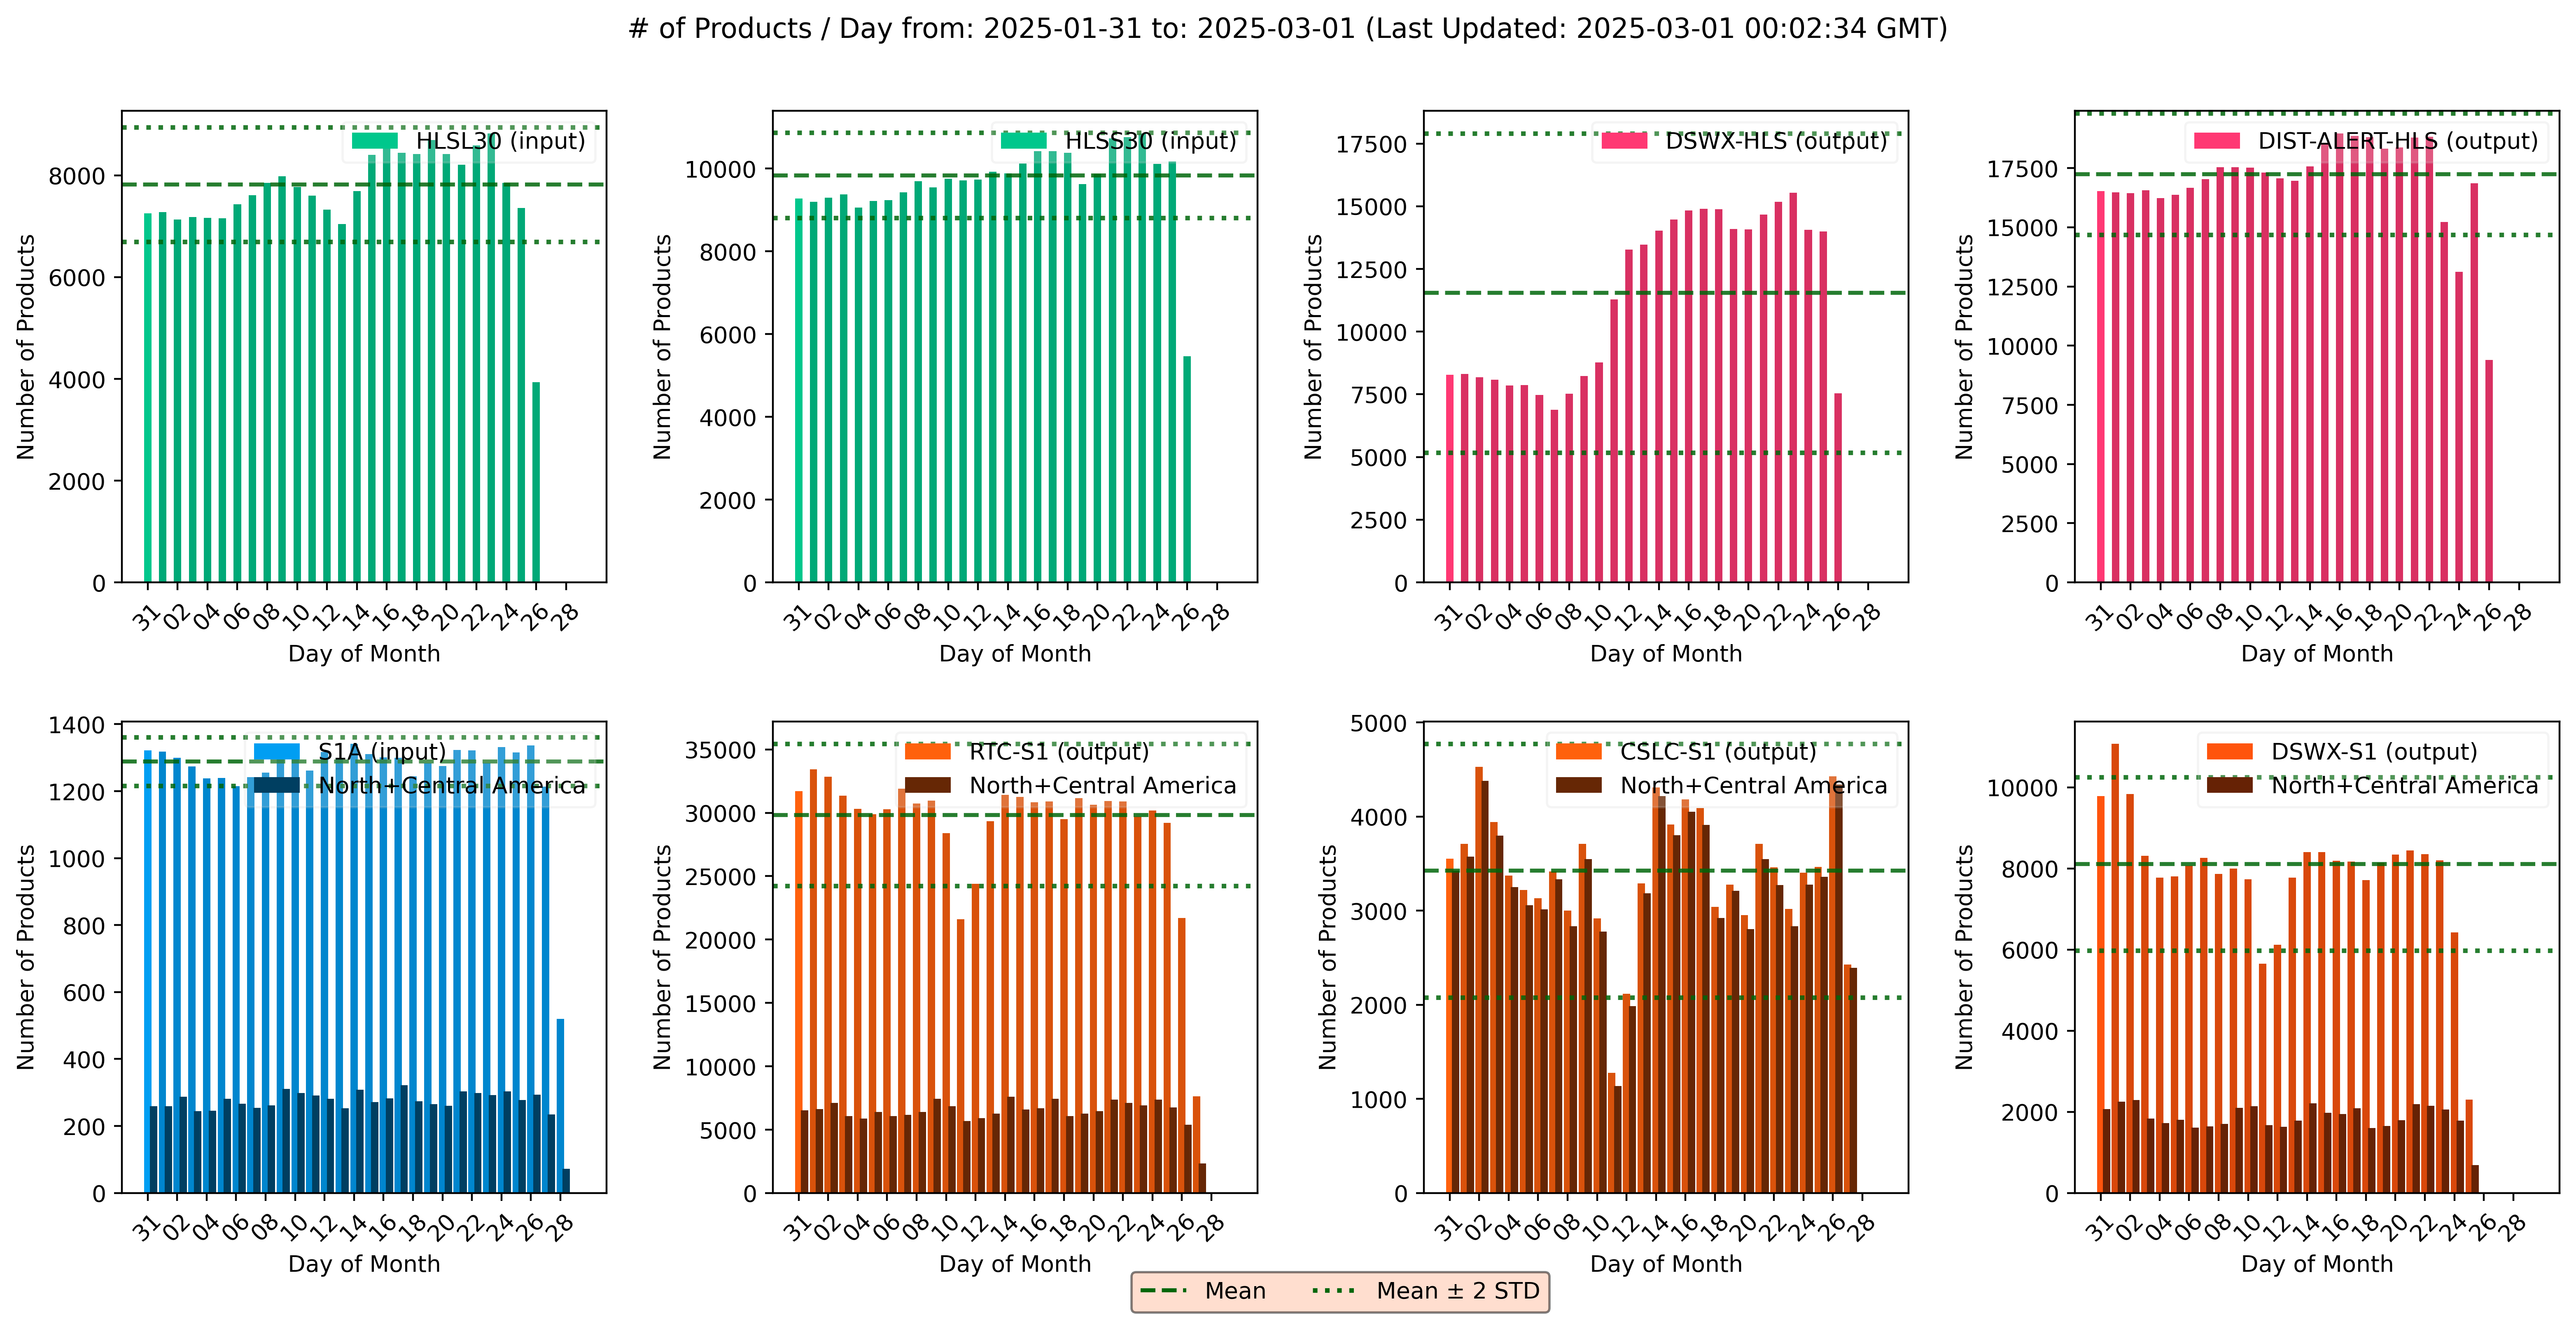 # of Products / Day from: 2025-01-31 to: 2025-03-01 (Last Updated: 2025-03-01 00:02:34 GMT)
HLSL30 (input)
Number of Products
8000
6000
4000
2000
0
31 02 04 06 08 10 12 14 16 18 20 22 24 26 28
Day of Month
HLSS30 (input)
Number of Products
10000
8000
6000
4000
2000
0
31 02 04 06 08 10 12 14 16 18 20 22 24 26 28
Day of Month
DSWX-HLS (output)
Number of Products
17500
15000
12500
10000
7500
5000
2500
0
31 02 04 06 08 10 12 14 16 18 20 22 24 26 28
Day of Month
DIST-ALERT-HLS (output)
Number of Products
17500
15000
12500
10000
7500
5000
2500
0
31 02 04 06 08 10 12 14 16 18 20 22 24 26 28
Day of Month
S1A (input)
North+Central America
Number of Products
1400
1200
1000
800
600
400
200
0
31 02 04 06 08 10 12 14 16 18 20 22 24 26 28
Day of Month
RTC-S1 (output)
North+Central America
Number of Products
35000
30000
25000
20000
15000
10000
5000
0
31 02 04 06 08 10 12 14 16 18 20 22 24 26 28
Day of Month
CSLC-S1 (output)
North+Central America
Number of Products
5000
4000
3000
2000
1000
0
31 02 04 06 08 10 12 14 16 18 20 22 24 26 28
Day of Month
DSWX-S1 (output)
North+Central America
Number of Products
10000
8000
6000
4000
2000
0
31 02 04 06 08 10 12 14 16 18 20 22 24 26 28
Day of Month
Mean
Mean ± 2 STD